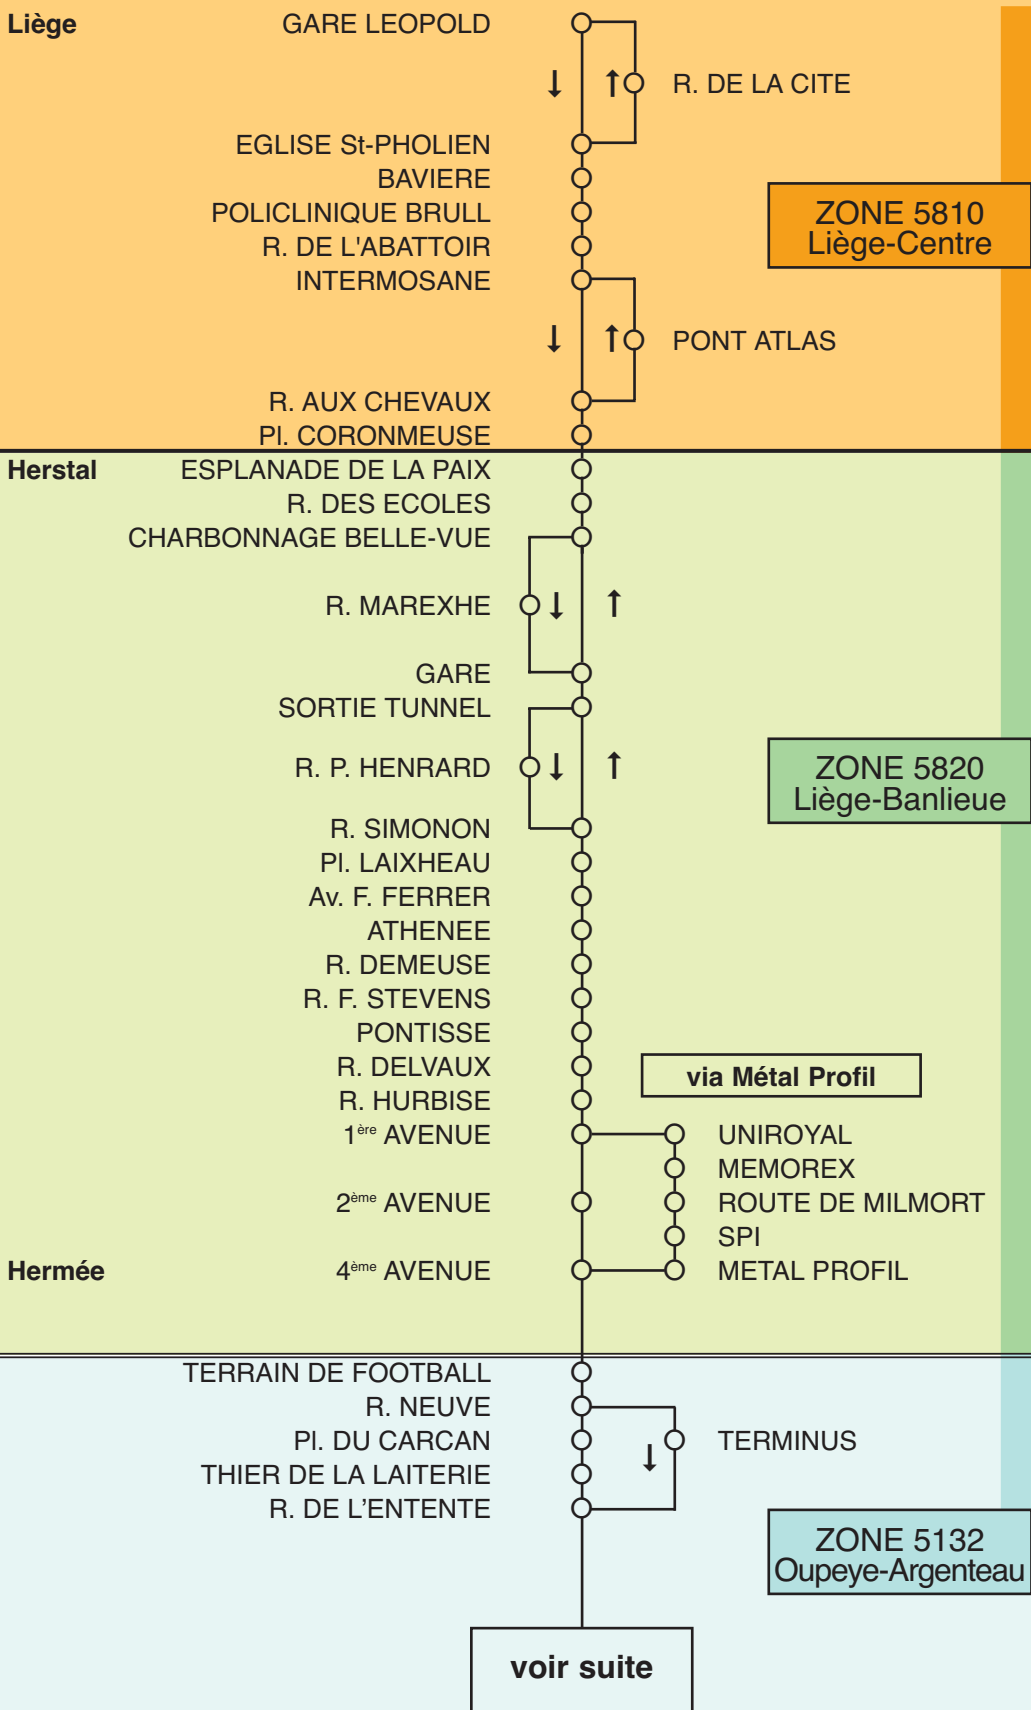 Liège GARE LEOPOLD
R. DE LA CITE
EGLISE St-PHOLIEN
BAVIERE
POLICLINIQUE BRULL
ZONE 5810
Liège-Centre
R. DE L'ABATTOIR
INTERMOSANE
PONT ATLAS
R. AUX CHEVAUX
Pl. CORONMEUSE
Herstal ESPLANADE DE LA PAIX
R. DES ECOLES
CHARBONNAGE BELLE-VUE
R. MAREXHE
GARE
SORTIE TUNNEL
R. P. HENRARD
ZONE 5820
Liège-Banlieue
R. SIMONON
Pl. LAIXHEAU
Av. F. FERRER
ATHENEE
R. DEMEUSE
R. F. STEVENS
PONTISSE
R. DELVAUX
via Métal Profil
R. HURBISE
1ère AVENUE UNIROYAL
MEMOREX
2ème AVENUE ROUTE DE MILMORT
SPI
Hermée 4ème AVENUE METAL PROFIL
TERRAIN DE FOOTBALL
R. NEUVE
Pl. DU CARCAN TERMINUS
THIER DE LA LAITERIE
R. DE L’ENTENTE
ZONE 5132
Oupeye-Argenteau
voir suite